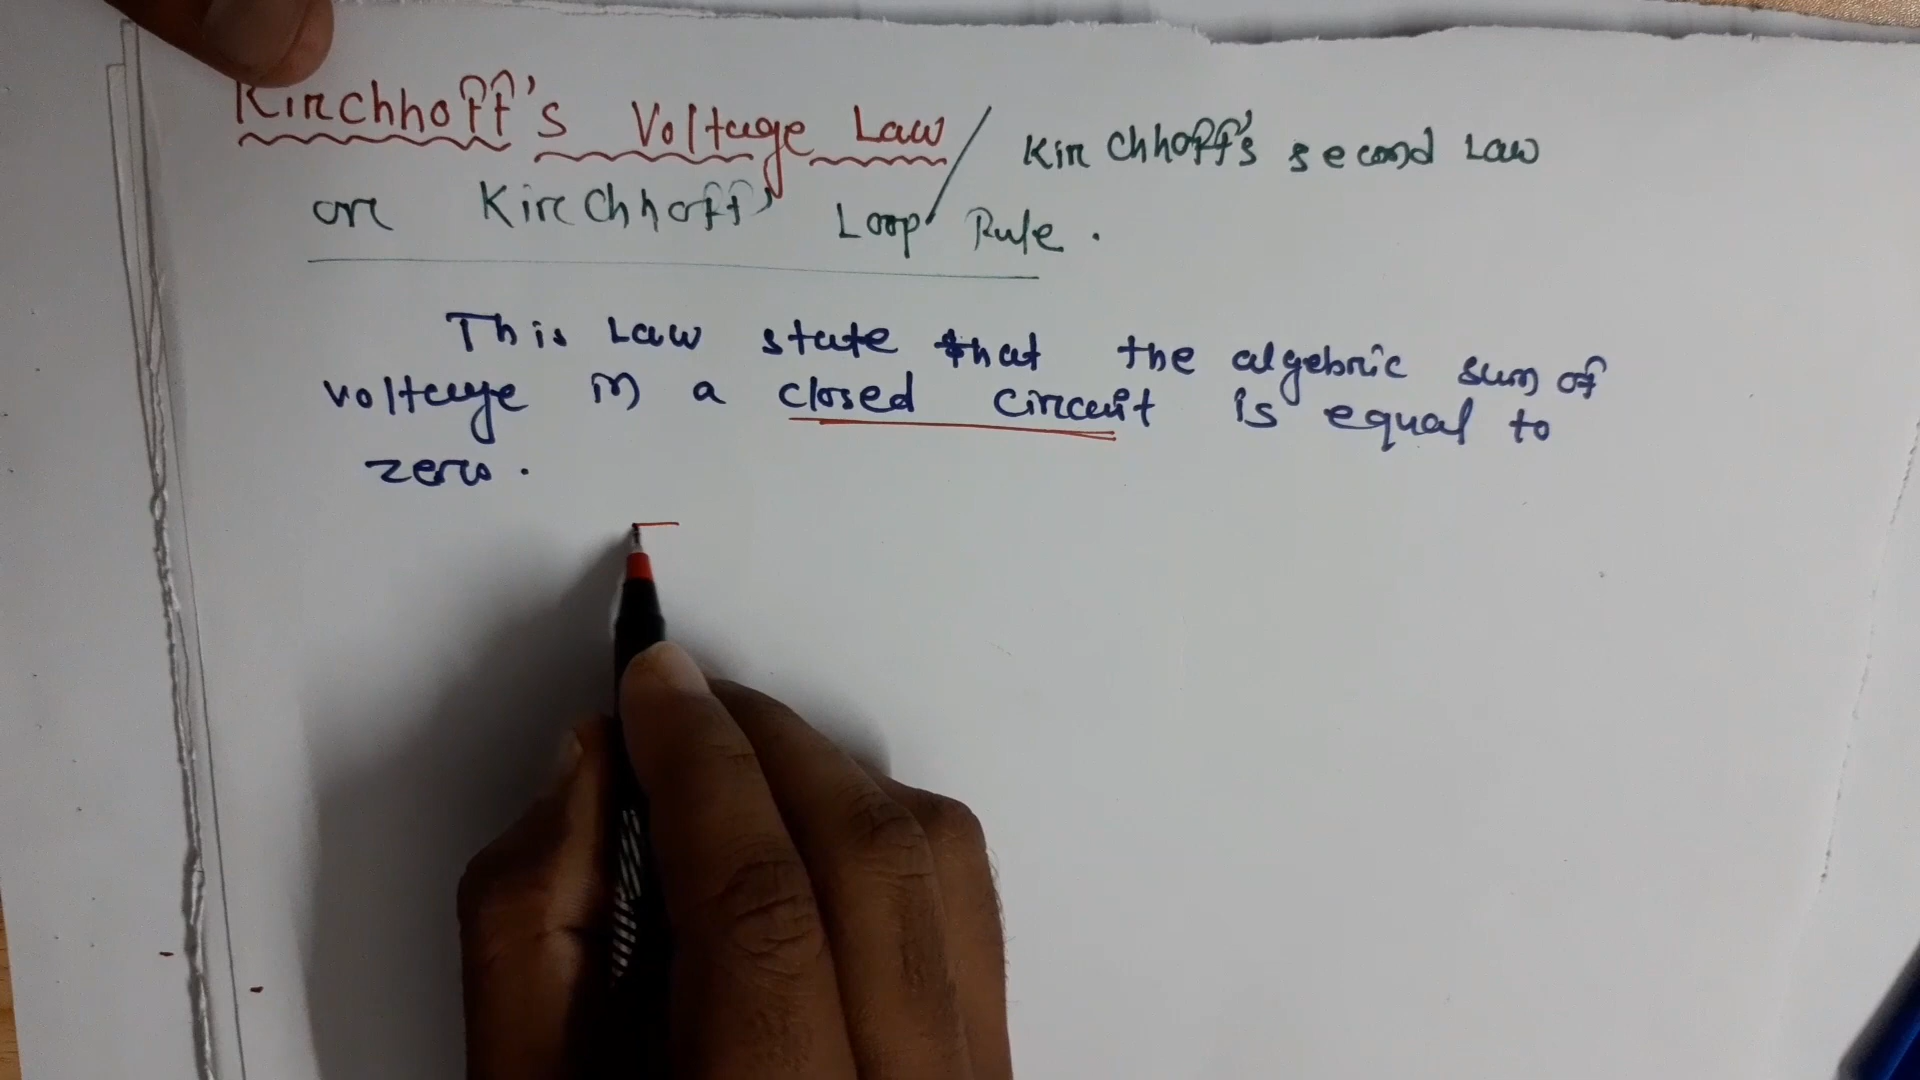 Kirchhoff's Voltage Law / Kirchhoff's second Law
or Kirchhoff' Loop Rule.
This Law state that the algebric sum of
voltage in a closed circuit is equal to
zero.